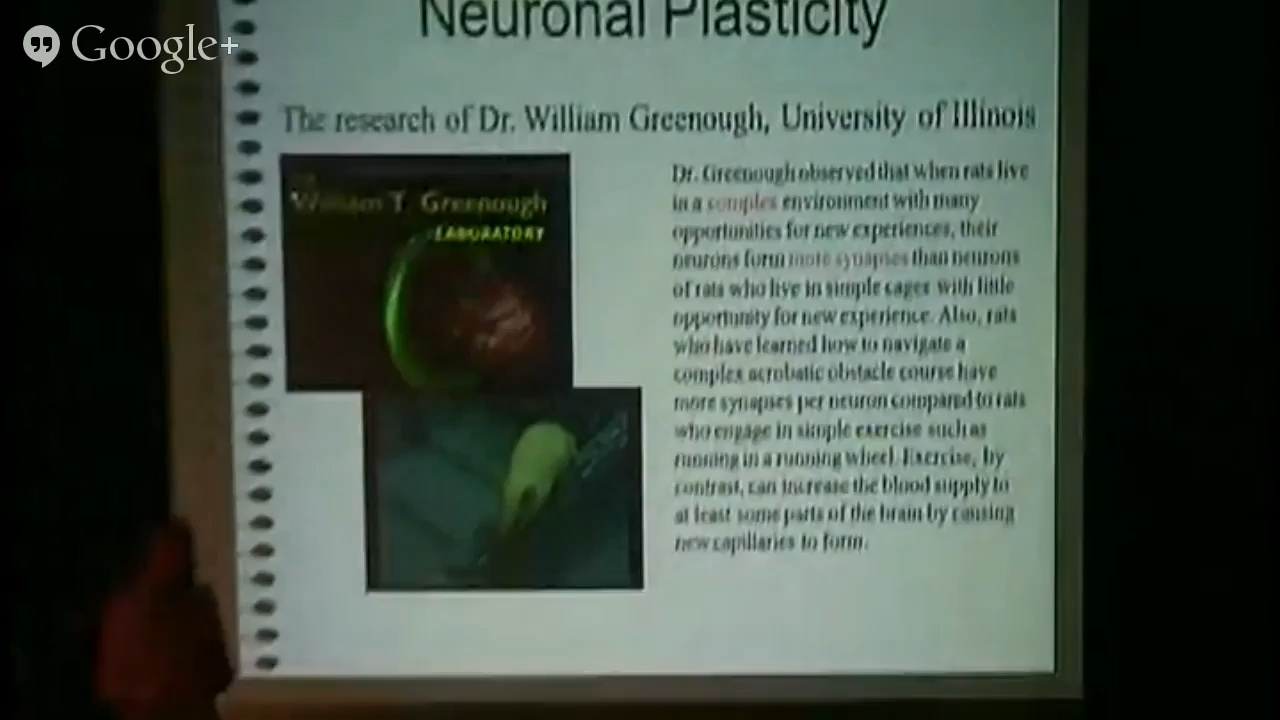 Google+
Neuronal Plasticity
The research of Dr. William Greenough, University of Illinois
William T. Greenough
LABORATORY
Dr. Greenough observed that when rats live
in a complex environment with many
opportunities for new experiences, their
neurons form more synapses than neurons
of rats who live in simple cages with little
opportunity for new experience. Also, rats
who have learned how to navigate a
complex acrobatic obstacle course have
more synapses per neuron compared to rats
who engage in simple exercise such as
running in a running wheel. Exercise, by
contrast, can increase the blood supply to
at least some parts of the brain by causing
new capillaries to form.